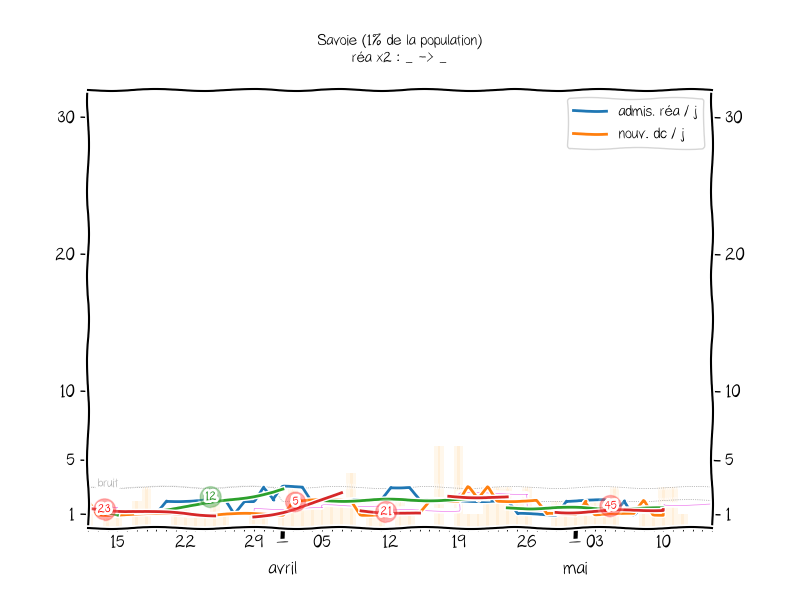 Savoie (1% de la population)
réa x2 : _ -> _
admis. réa / j
nouv. dc / j
30 30
20 20
10 10
5 5
1 1
bruit
23 12 5 21 45
15 22 29 05 12 19 26 03 10
avril mai